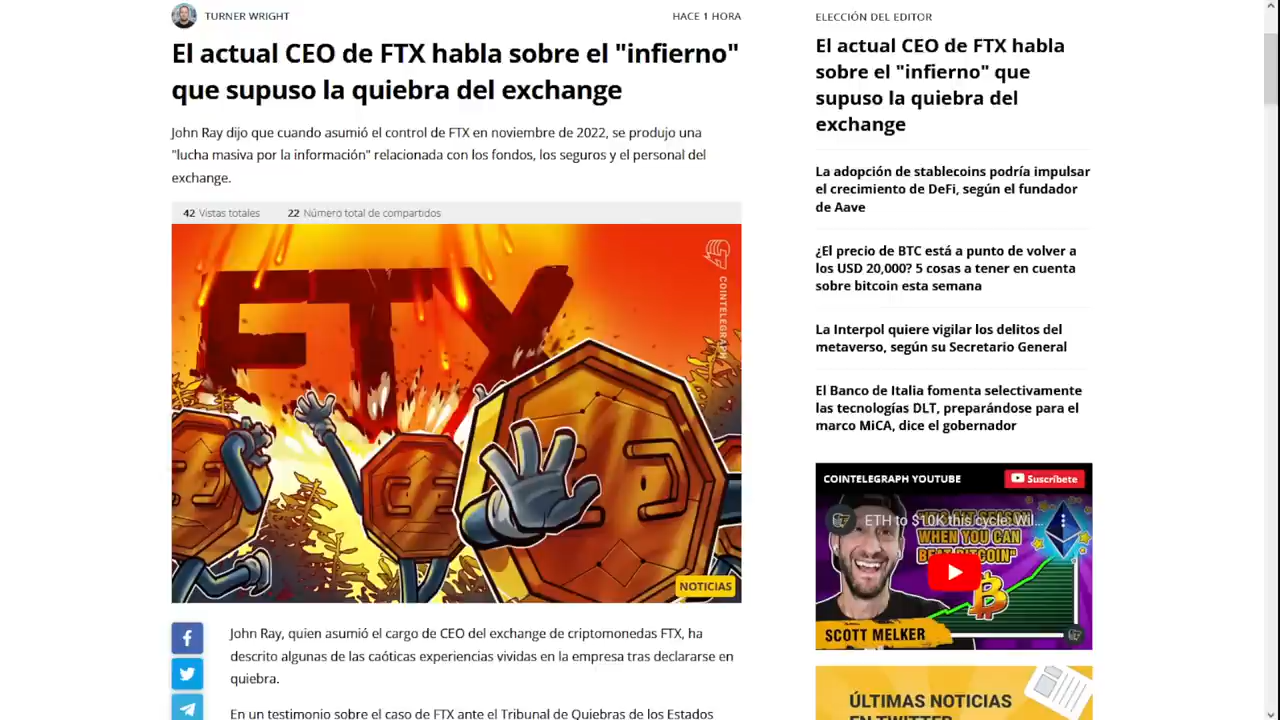 TURNER WRIGHT
HACE 1 HORA
El actual CEO de FTX habla sobre el "infierno"
que supuso la quiebra del exchange
John Ray dijo que cuando asumió el control de FTX en noviembre de 2022, se produjo una
"lucha masiva por la información" relacionada con los fondos, los seguros y el personal del
exchange.
42 Vistas totales
22 Número total de compartidos
FTX
COINTELEGRAPH
NOTICIAS
John Ray, quien asumió el cargo de CEO del exchange de criptomonedas FTX, ha
descrito algunas de las caóticas experiencias vividas en la empresa tras declararse en
quiebra.
En un testimonio sobre el caso de FTX ante el Tribunal de Quiebras de los Estados
ELECCIÓN DEL EDITOR
El actual CEO de FTX habla
sobre el "infierno" que
supuso la quiebra del
exchange
La adopción de stablecoins podría impulsar
el crecimiento de DeFi, según el fundador
de Aave
¿El precio de BTC está a punto de volver a
los USD 20,000? 5 cosas a tener en cuenta
sobre bitcoin esta semana
La Interpol quiere vigilar los delitos del
metaverso, según su Secretario General
El Banco de Italia fomenta selectivamente
las tecnologías DLT, preparándose para el
marco MiCA, dice el gobernador
COINTELEGRAPH YOUTUBE
Suscríbete
ETH to $10K this cycle, Wil...
WHEN YOU CAN
BEAT BITCOIN"
SCOTT MELKER
ÚLTIMAS NOTICIAS
EN TWITTER